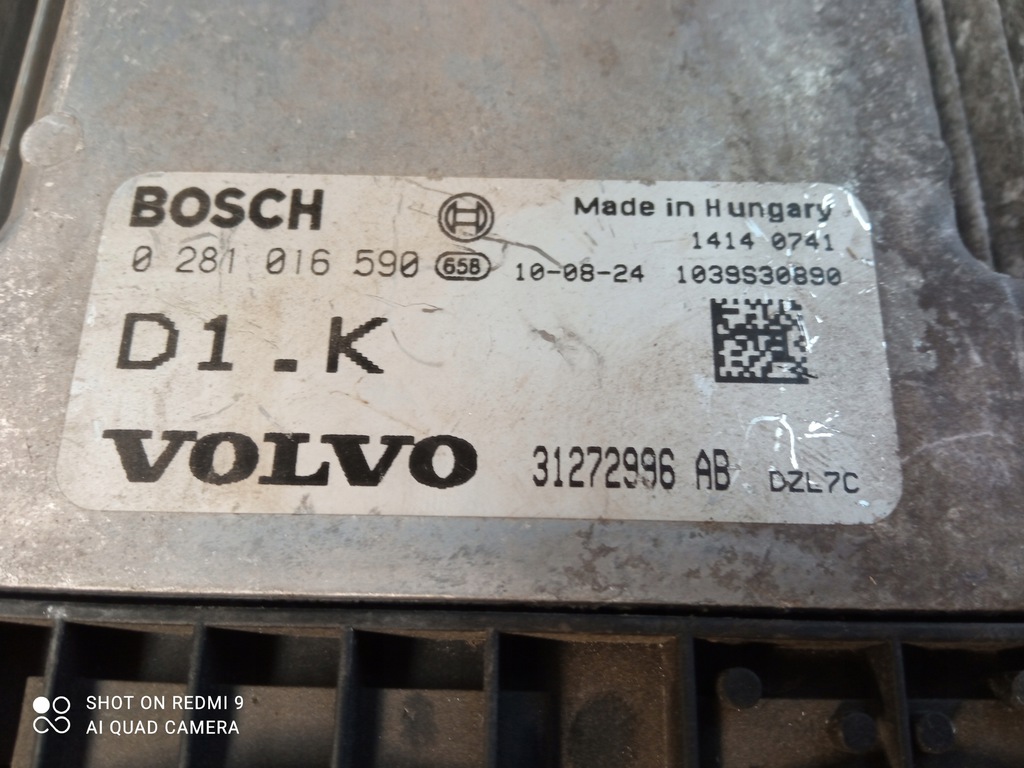 BOSCH Made in Hungary
1414 0741
0 281 016 590 658 10-08-24 1039S30890
D1.K
VOLVO 31272996 AB DZL7C
SHOT ON REDMI 9
AI QUAD CAMERA